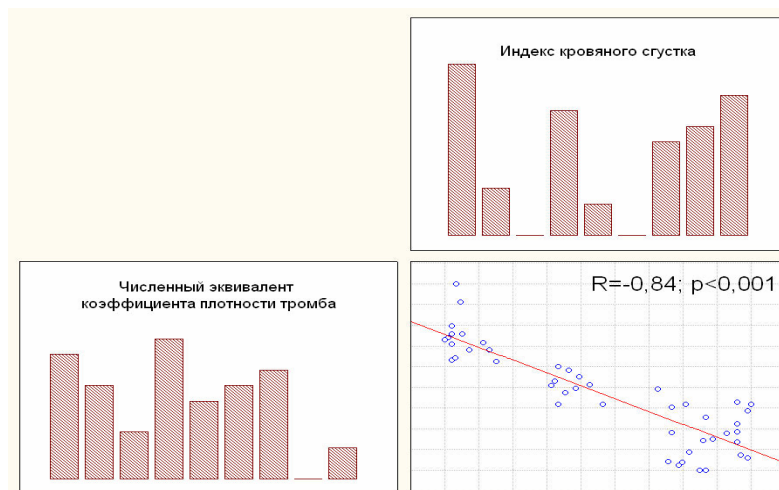 Индекс кровяного сгустка
Численный эквивалент
коэффициента плотности тромба
R=-0,84; p<0,001